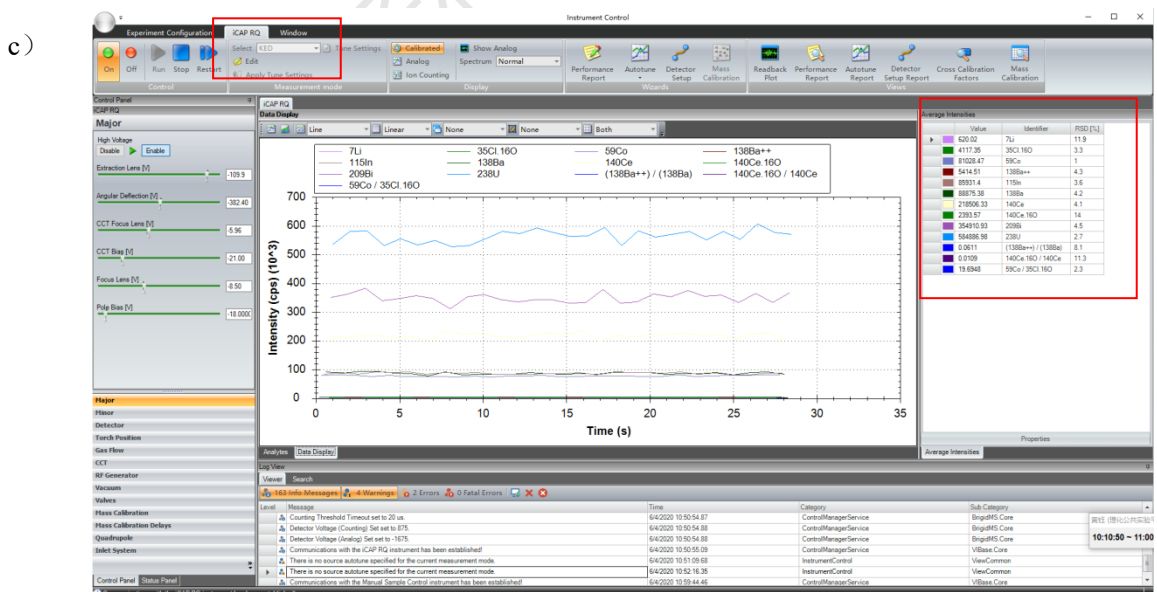 c）
Instrument Control
Experiment Configuration iCAP RQ Window
Select KED Tune Settings
Edit
Apply Tune Settings
On Off Run Stop Restart
Calibrated Show Analog
Analog Spectrum Normal
Ion Counting
Performance Report Autotune Detector Setup Mass Calibration
Readback Plot Performance Report Autotune Report Detector Setup Report Cross Calibration Factors Mass Calibration
Control Measurement mode Display Wizards Views
Control Panel
iCAP RQ
Major
High Voltage
Disable Enable
Extraction Lens [V]
-109.9
Angular Deflection [V]
-382.40
CCT Focus Lens [V]
-5.96
CCT Bias [V]
-21.00
Focus Lens [V]
-8.50
Pole Bias [V]
-18.000
Major
Minor
Detector
Torch Position
Gas Flow
CCT
RF Generator
Vacuum
Valves
Mass Calibration
Mass Calibration Delays
Quadrupole
Inlet System
Control Panel Status Panel
iCAP RQ
Data Display
Line Linear None None Both
7Li 35Cl.16O 59Co 138Ba++
115In 138Ba 140Ce 140Ce.16O
209Bi 238U (138Ba++) / (138Ba) 140Ce.16O / 140Ce
59Co / 35Cl.16O
Intensity (cps) (10^3)
700
600
500
400
300
200
100
0
0 5 10 15 20 25 30 35
Time (s)
Analytes Data Display
Average Intensities
Value Identifier RSD [%]
620.02 7Li 11.9
4117.35 35Cl.16O 3.3
81028.47 59Co 1
5414.51 138Ba++ 4.3
85931.4 115In 3.6
88875.38 138Ba 4.2
218506.33 140Ce 4.1
2393.57 140Ce.16O 14
354910.93 209Bi 4.5
584886.98 238U 2.7
0.0611 (138Ba++) / (138Ba) 8.1
0.0109 140Ce.16O / 140Ce 11.3
19.6948 59Co / 35Cl.16O 2.3
Properties
Average Intensities
Log View
Viewer Search
163 Info Messages 4 Warnings 2 Errors 0 Fatal Errors
Level Message Time Category Sub Category
Counting Threshold Timeout set to 20 us. 6/4/2020 10:50:54.87 ControlManagerService BrigidMS.Core
Detector Voltage (Counting) Set set to 875. 6/4/2020 10:50:54.88 ControlManagerService BrigidMS.Core
Detector Voltage (Analog) Set set to -1675. 6/4/2020 10:50:54.88 ControlManagerService BrigidMS.Core
Communications with the iCAP RQ instrument has been established! 6/4/2020 10:50:55.09 ControlManagerService VIBase.Core
There is no source autotune specified for the current measurement mode. 6/4/2020 10:51:09.68 InstrumentControl ViewCommon
There is no source autotune specified for the current measurement mode. 6/4/2020 10:52:16.35 InstrumentControl ViewCommon
Communications with the Manual Sample Control instrument has been established! 6/4/2020 10:59:44.46 ControlManagerService VIBase.Core
10:10:50 ~ 11:00